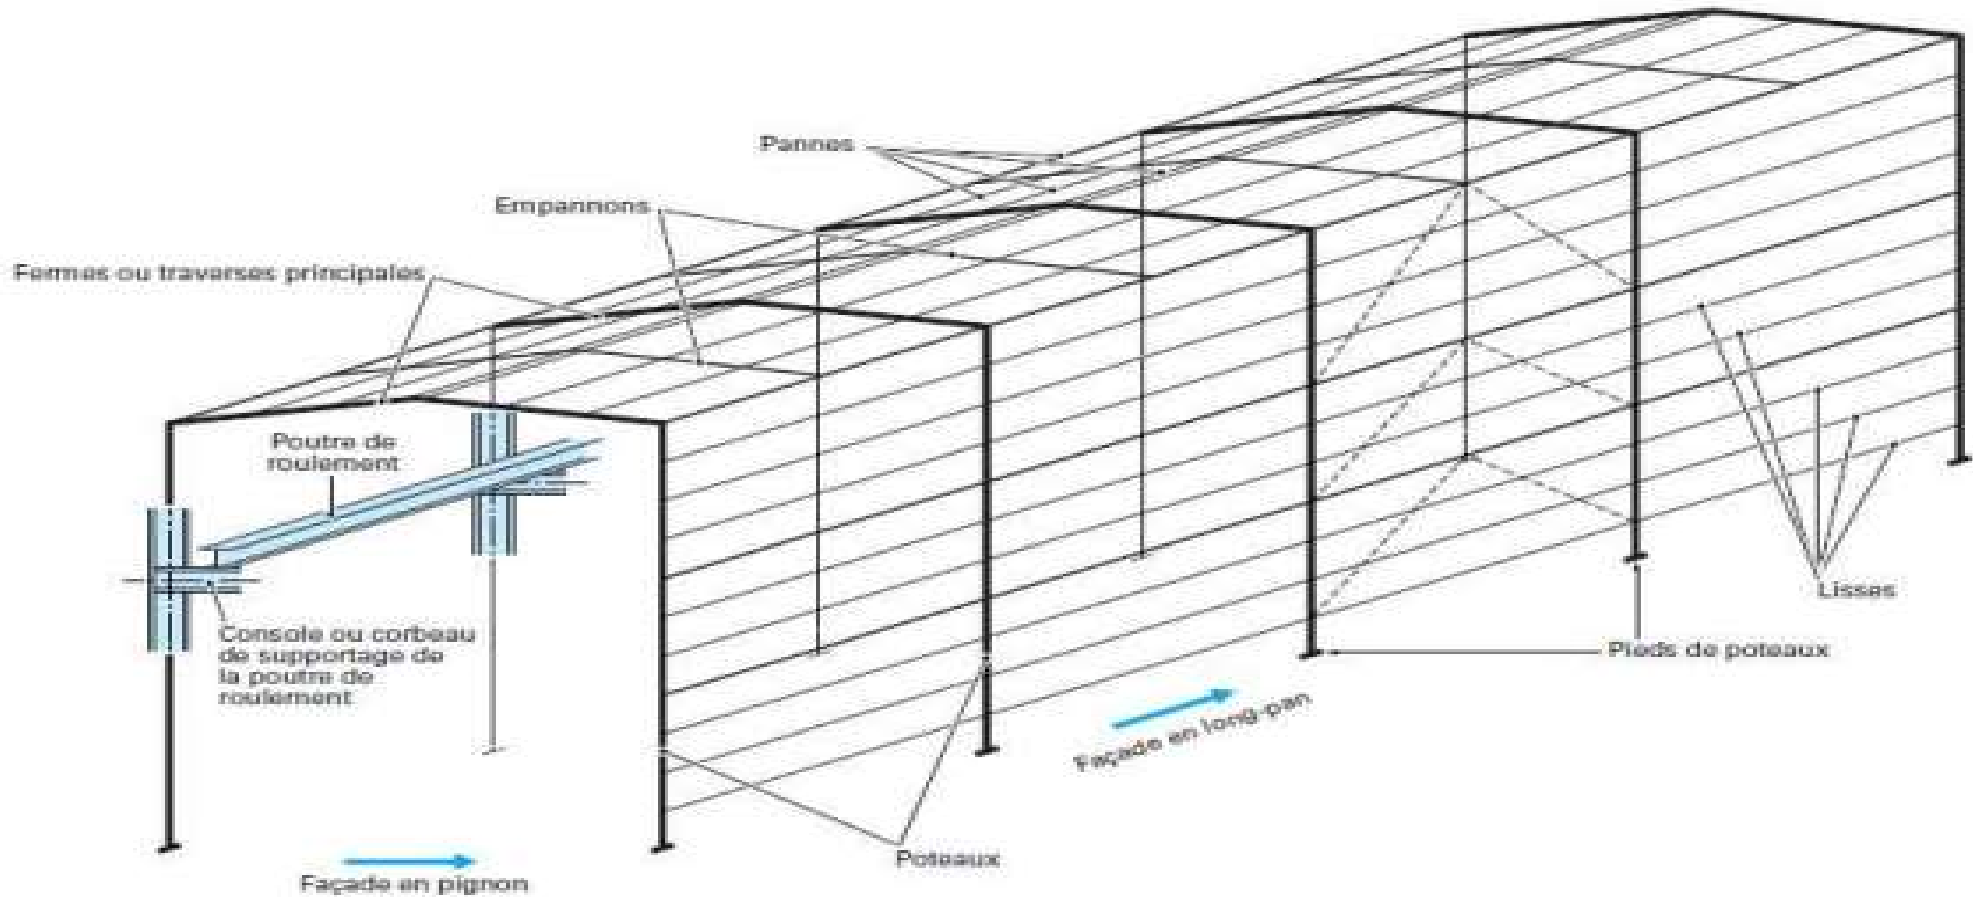 Pannes
Empannons
Fermes ou traverses principales
Poutre de
roulement
Console ou corbeau
de supportage de
la poutre de
roulement
Lisses
Pieds de poteaux
Façade en long-pan
Poteaux
Façade en pignon